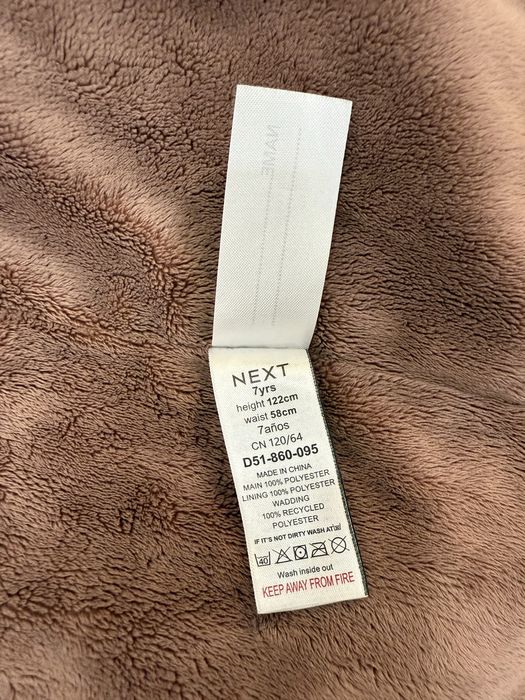 NAME
NEXT
7yrs
height 122cm
waist 58cm
7años
CN 120/64
D51-860-095
MADE IN CHINA
MAIN 100% POLYESTER
LINING 100% POLYESTER
WADDING
100% RECYCLED
POLYESTER
IF IT'S NOT DIRTY WASH AT 30
40
Wash inside out
KEEP AWAY FROM FIRE